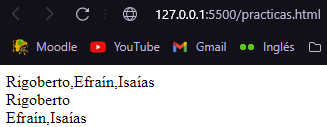 127.0.0.1:5500/practicas.html
Moodle YouTube Gmail Inglés
Rigoberto,Efraín,Isaías
Rigoberto
Efraín,Isaías